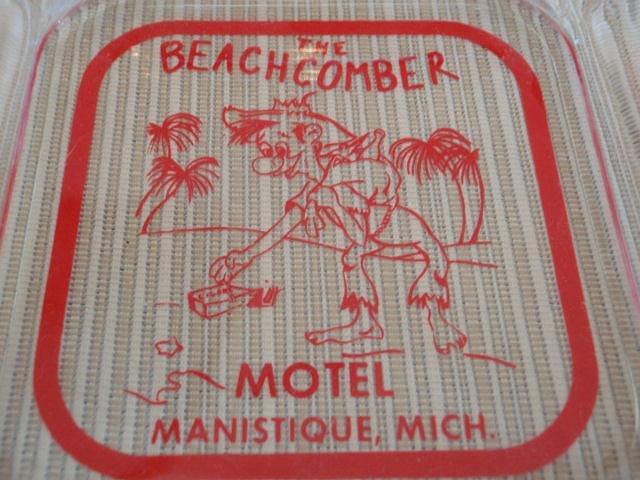 THE
BEACHCOMBER
MOTEL
MANISTIQUE, MICH.